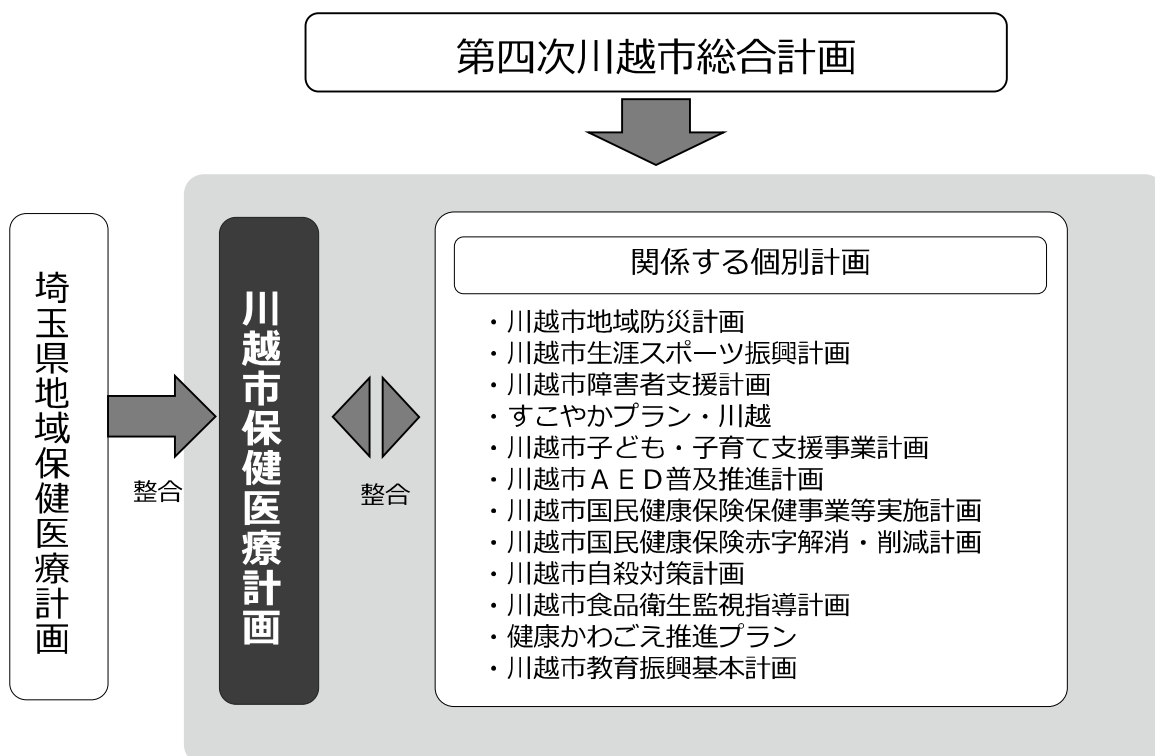 第四次川越市総合計画
埼玉県地域保健医療計画
整合
川越市保健医療計画
整合
関係する個別計画
・川越市地域防災計画
・川越市生涯スポーツ振興計画
・川越市障害者支援計画
・すこやかプラン・川越
・川越市子ども・子育て支援事業計画
・川越市ＡＥＤ普及推進計画
・川越市国民健康保険保健事業等実施計画
・川越市国民健康保険赤字解消・削減計画
・川越市自殺対策計画
・川越市食品衛生監視指導計画
・健康かわごえ推進プラン
・川越市教育振興基本計画